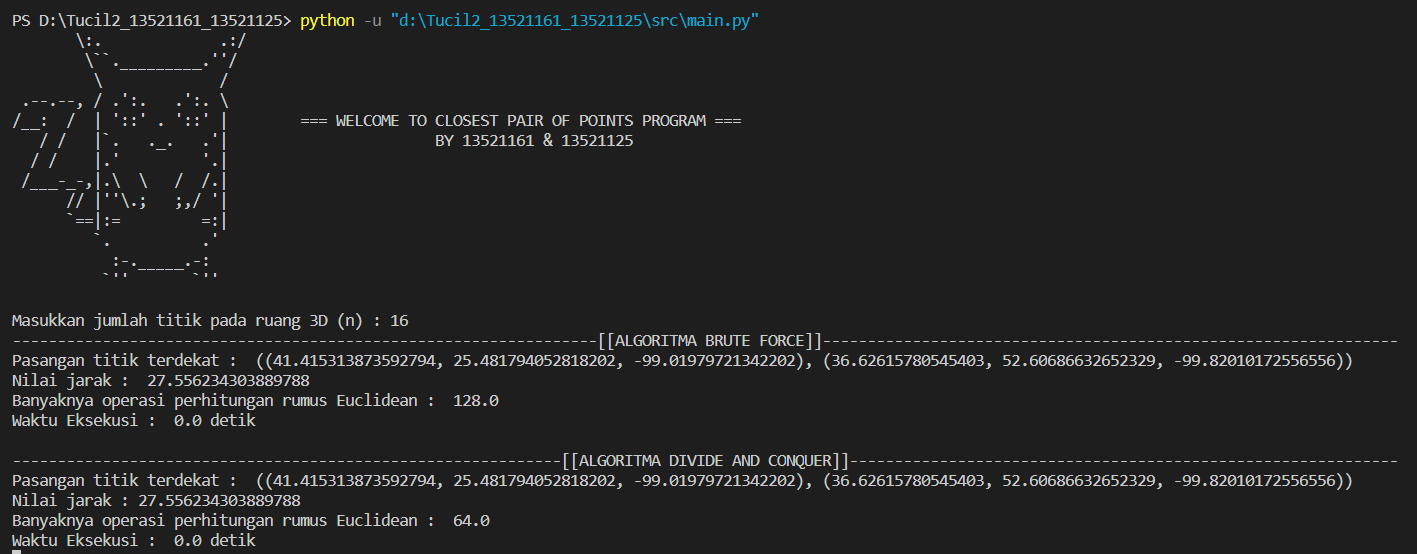 PS D:\Tucil2_13521161_13521125> python -u "d:\Tucil2_13521161_13521125\src\main.py"
=== WELCOME TO CLOSEST PAIR OF POINTS PROGRAM ===
BY 13521161 & 13521125
Masukkan jumlah titik pada ruang 3D (n) : 16
-----------------------------------------------------------------[[ALGORITMA BRUTE FORCE]]----------------------------------------------------------------
Pasangan titik terdekat :  ((41.415313873592794, 25.481794052818202, -99.01979721342202), (36.62615780545403, 52.60686632652329, -99.82010172556556))
Nilai jarak :  27.556234303889788
Banyaknya operasi perhitungan rumus Euclidean :  128.0
Waktu Eksekusi :  0.0 detik
-------------------------------------------------------------[[ALGORITMA DIVIDE AND CONQUER]]-------------------------------------------------------------
Pasangan titik terdekat :  ((41.415313873592794, 25.481794052818202, -99.01979721342202), (36.62615780545403, 52.60686632652329, -99.82010172556556))
Nilai jarak : 27.556234303889788
Banyaknya operasi perhitungan rumus Euclidean :  64.0
Waktu Eksekusi :  0.0 detik